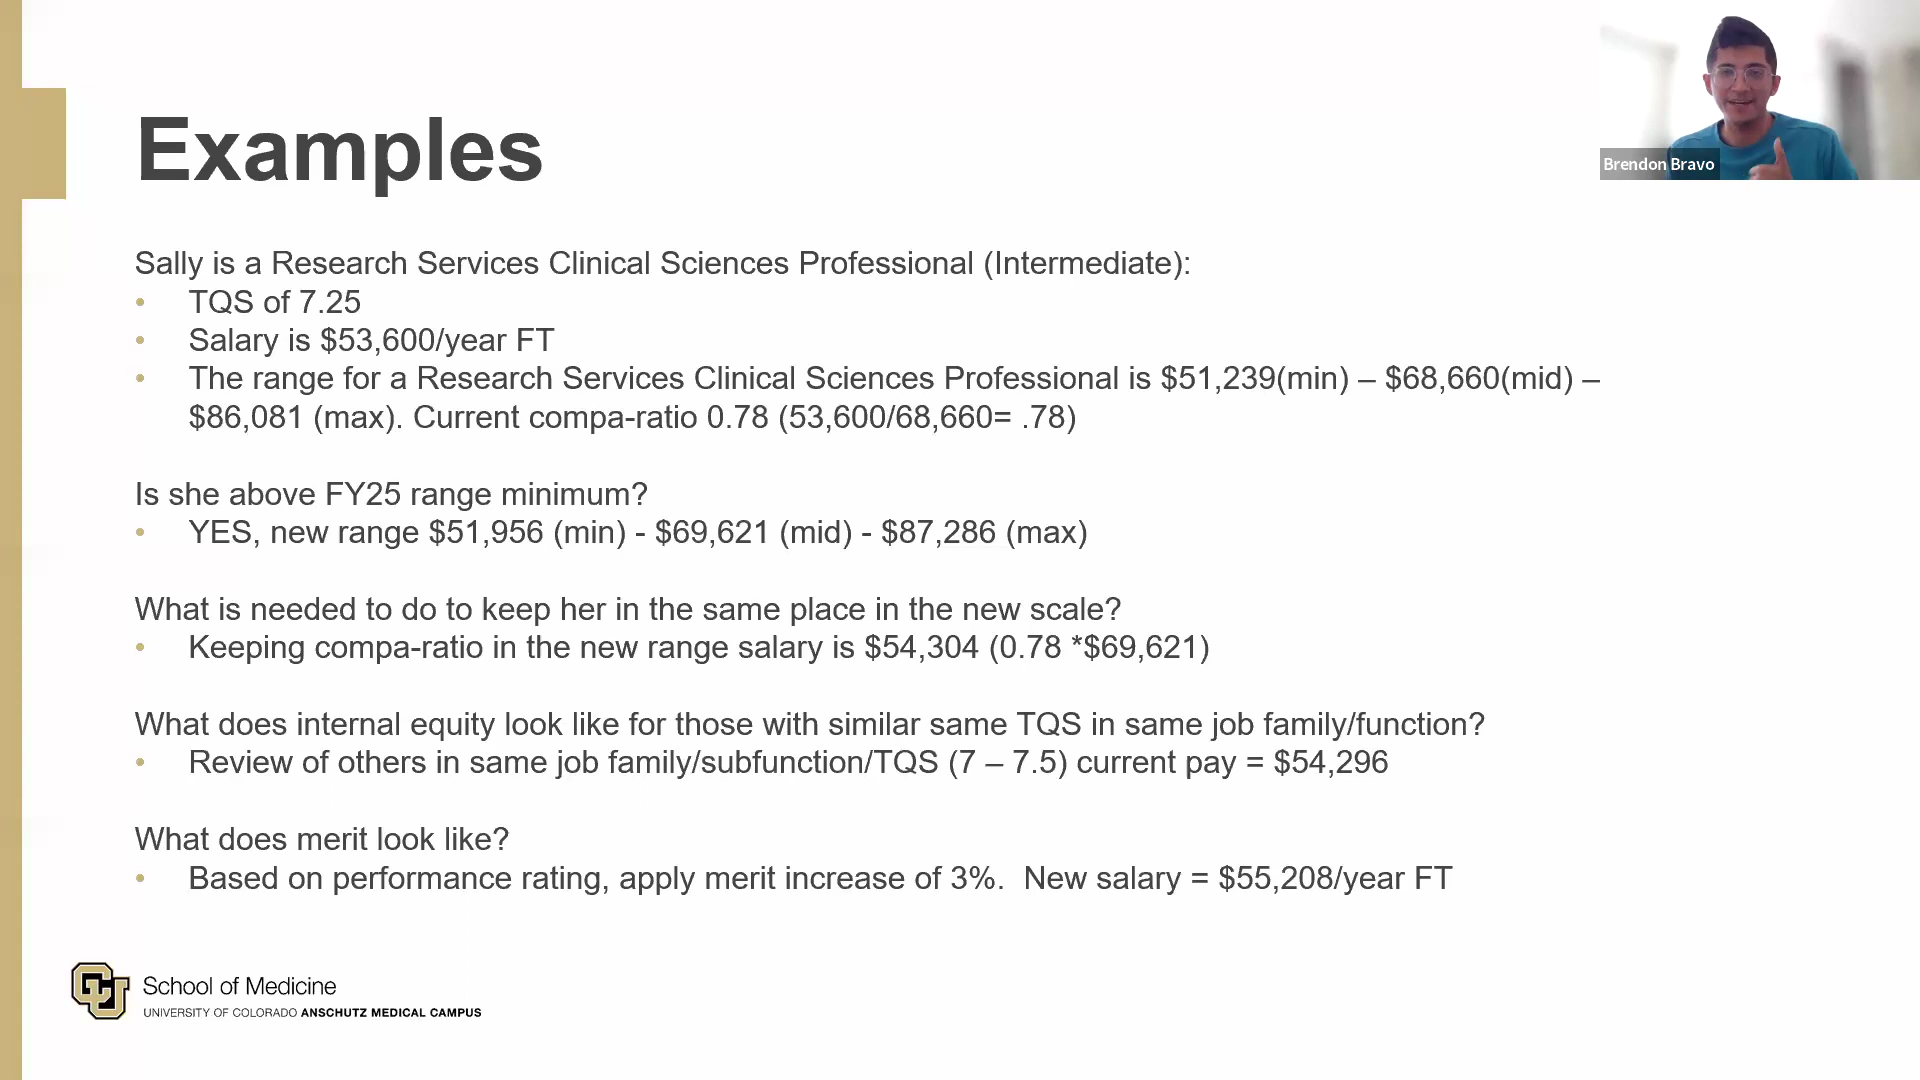 Brendon Bravo
Examples
Sally is a Research Services Clinical Sciences Professional (Intermediate):
• TQS of 7.25
• Salary is $53,600/year FT
• The range for a Research Services Clinical Sciences Professional is $51,239(min) – $68,660(mid) –
$86,081 (max). Current compa-ratio 0.78 (53,600/68,660= .78)
Is she above FY25 range minimum?
• YES, new range $51,956 (min) - $69,621 (mid) - $87,286 (max)
What is needed to do to keep her in the same place in the new scale?
• Keeping compa-ratio in the new range salary is $54,304 (0.78 *$69,621)
What does internal equity look like for those with similar same TQS in same job family/function?
• Review of others in same job family/subfunction/TQS (7 – 7.5) current pay = $54,296
What does merit look like?
• Based on performance rating, apply merit increase of 3%.  New salary = $55,208/year FT
CU
School of Medicine
UNIVERSITY OF COLORADO ANSCHUTZ MEDICAL CAMPUS